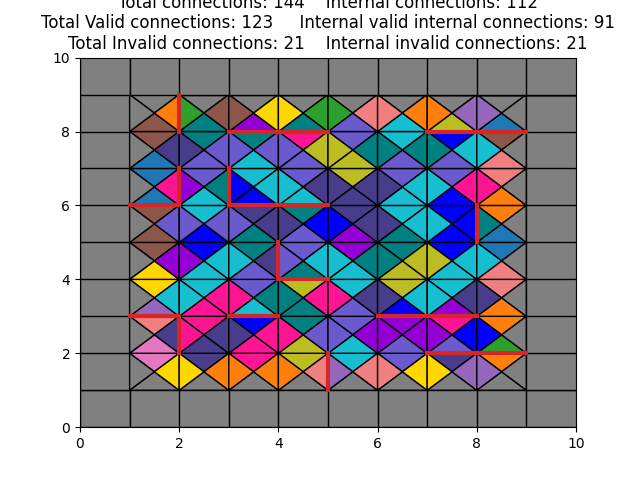 Total connections: 144    Internal connections: 112
Total Valid connections: 123    Internal valid internal connections: 91
Total Invalid connections: 21    Internal invalid connections: 21
10
8
6
4
2
0
0 2 4 6 8 10